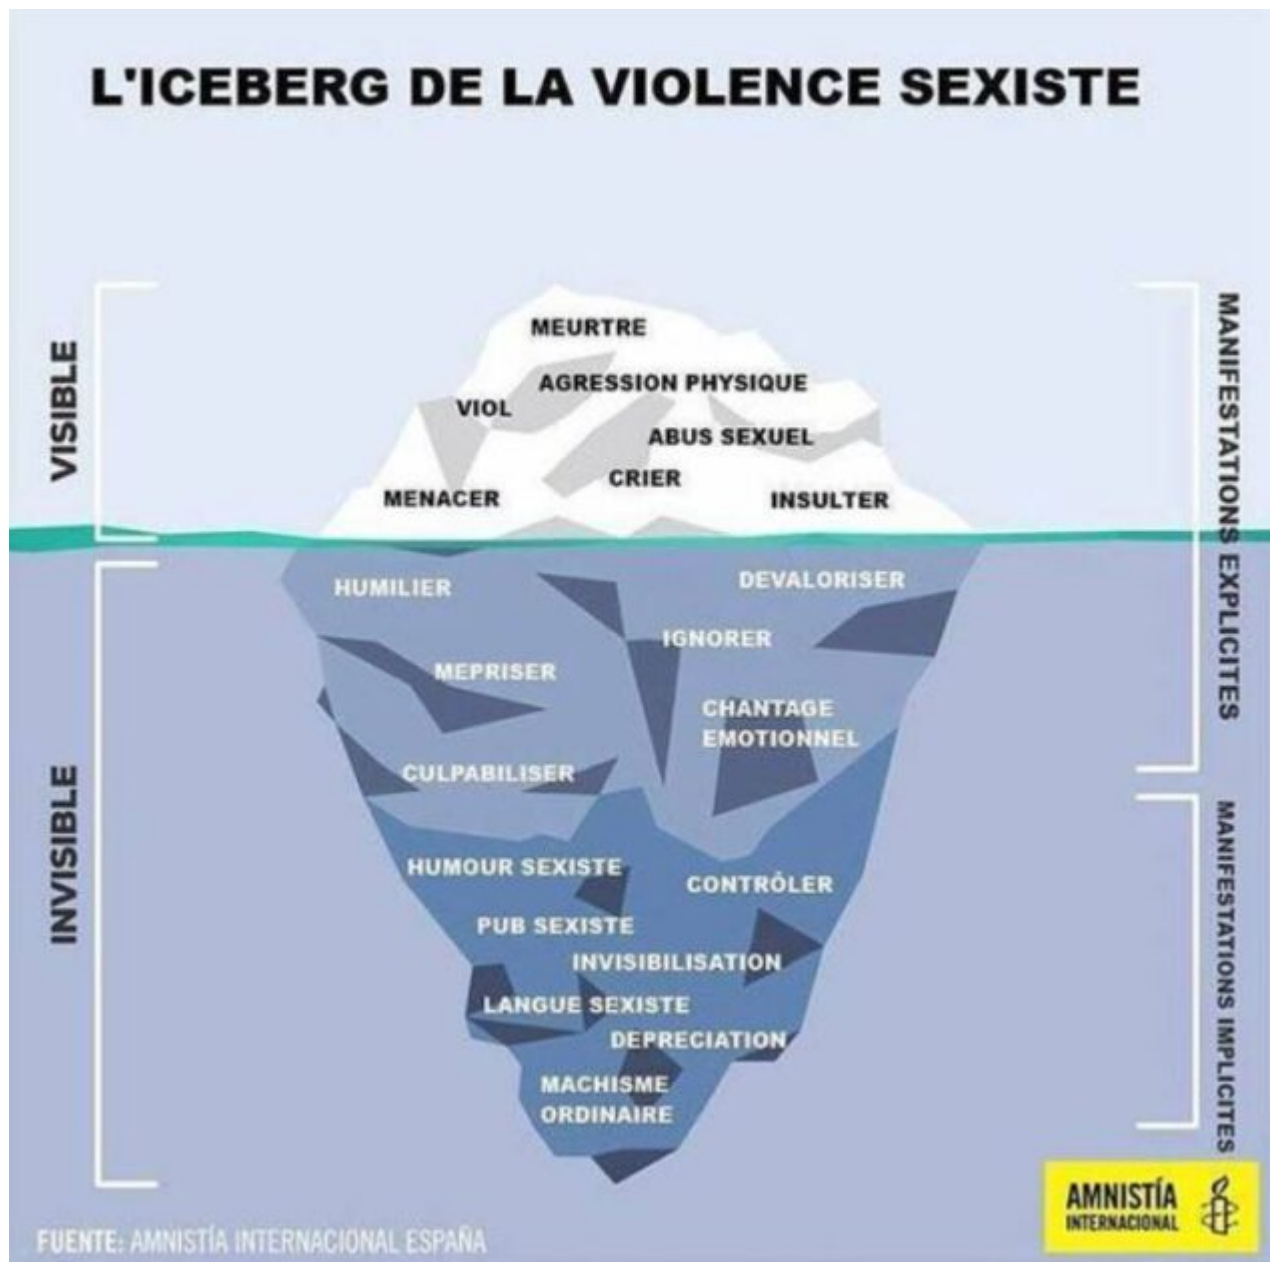 L'ICEBERG DE LA VIOLENCE SEXISTE
VISIBLE
MANIFESTATIONS EXPLICITES
MEURTRE
AGRESSION PHYSIQUE
VIOL
ABUS SEXUEL
CRIER
MENACER
INSULTER
INVISIBLE
DEVALORISER
HUMILIER
IGNORER
MEPRISER
CHANTAGE
EMOTIONNEL
CULPABILISER
MANIFESTATIONS IMPLICITES
HUMOUR SEXISTE
CONTRÔLER
PUB SEXISTE
INVISIBILISATION
LANGUE SEXISTE
DEPRECIATION
MACHISME
ORDINAIRE
AMNISTÍA
INTERNACIONAL
FUENTE: AMNISTÍA INTERNACIONAL ESPAÑA